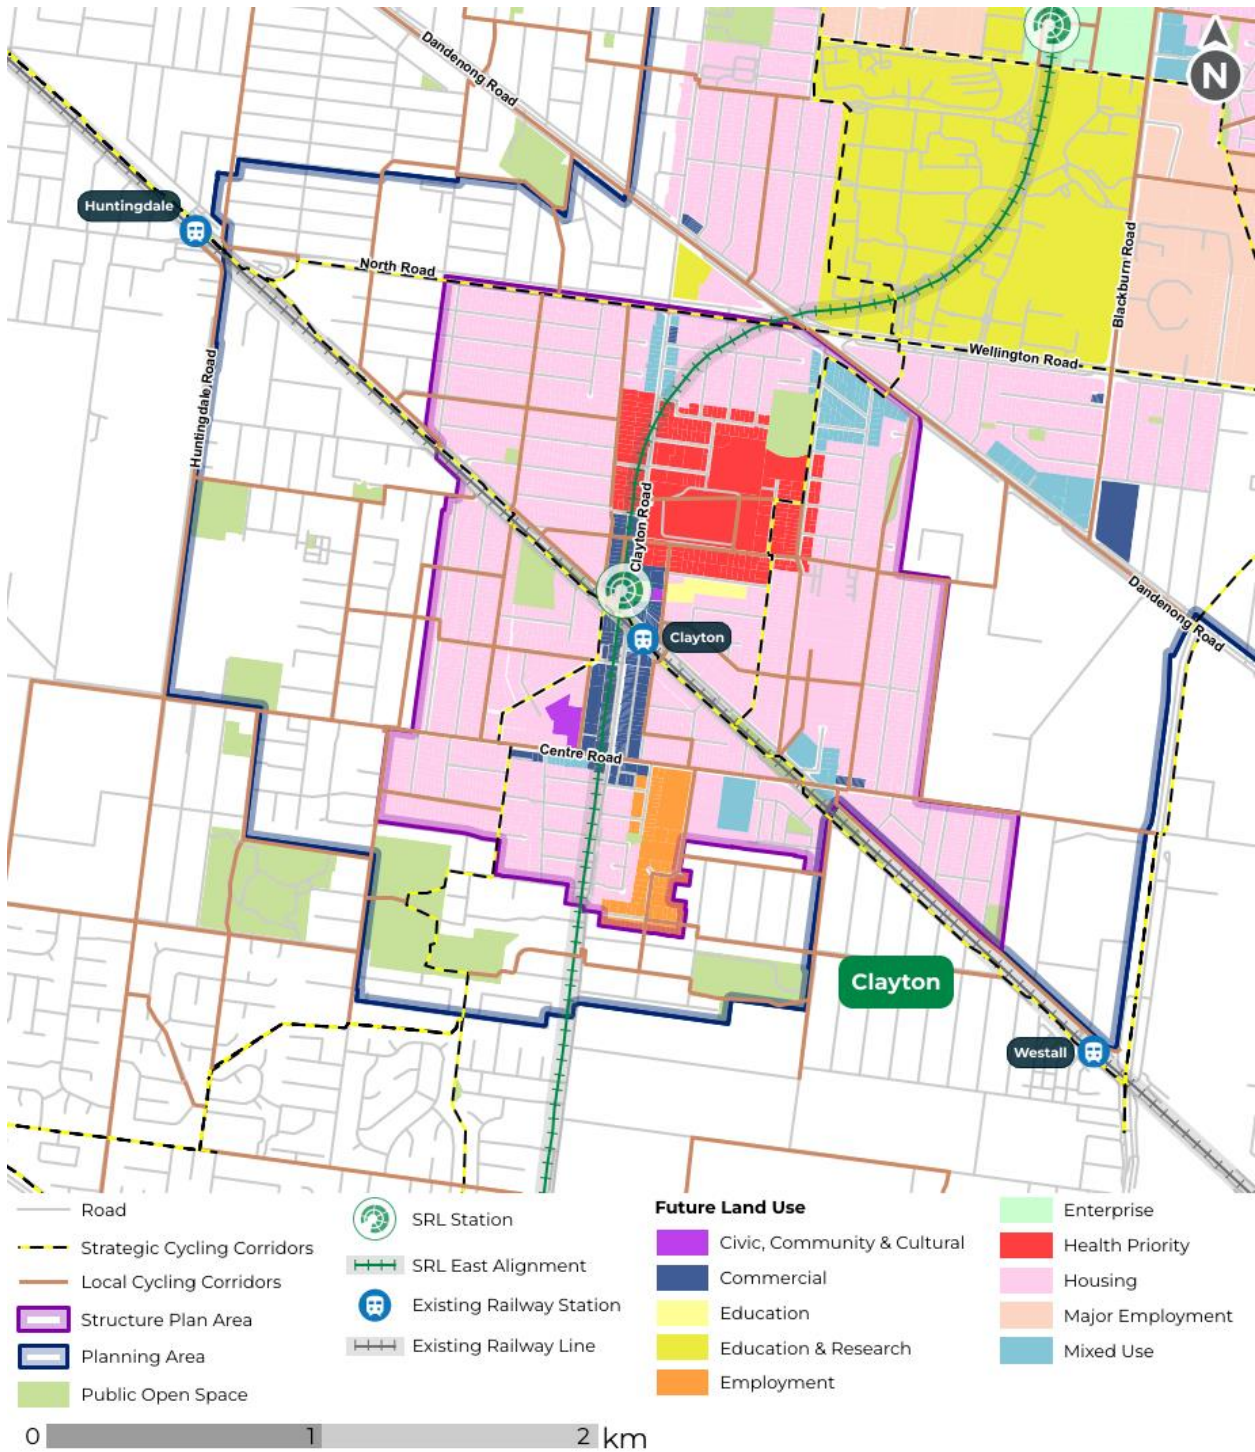 Dandenong Road
N
Huntingdale
North Road
Blackburn Road
Wellington Road
Huntingdale Road
Clayton Road
Dandenong Road
Clayton
Centre Road
Clayton
Westall
Road
Strategic Cycling Corridors
Local Cycling Corridors
Structure Plan Area
Planning Area
Public Open Space
SRL Station
SRL East Alignment
Existing Railway Station
Existing Railway Line
Future Land Use
Civic, Community & Cultural
Commercial
Education
Education & Research
Employment
Enterprise
Health Priority
Housing
Major Employment
Mixed Use
0 1 2 km